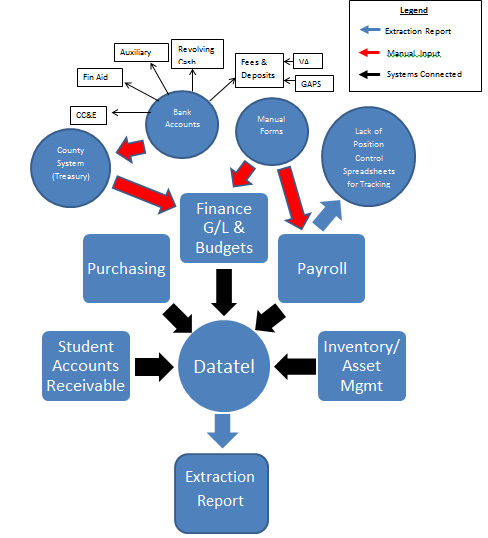 Legend
Extraction Report
Manual Input
Systems Connected
Auxiliary
Revolving
Cash
Fees &
Deposits
VA
GAPS
Fin Aid
CC&E
Bank
Accounts
Manual
Forms
Lack of
Position
Control
Spreadsheets
for Tracking
County
System
(Treasury)
Finance
G/L &
Budgets
Purchasing
Payroll
Student
Accounts
Receivable
Datatel
Inventory/
Asset
Mgmt
Extraction
Report